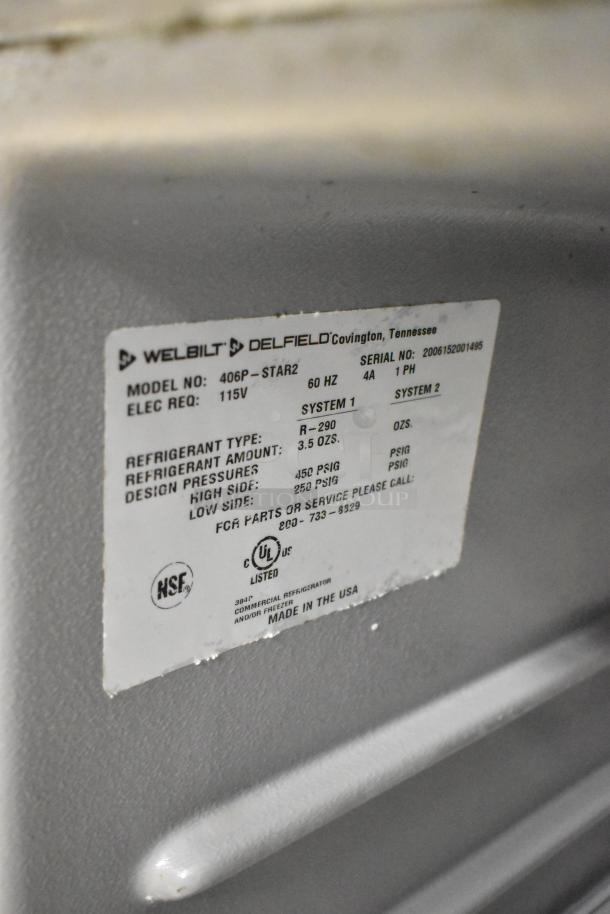 WELBILT DELFIELD Covington, Tennessee
MODEL NO: 406P-STAR2 SERIAL NO: 2006152001495
ELEC REQ: 115V 60 HZ 4A 1 PH
SYSTEM 1 SYSTEM 2
REFRIGERANT TYPE: R-290
REFRIGERANT AMOUNT: 3.5 OZS. OZS.
DESIGN PRESSURES
HIGH SIDE: 450 PSIG PSIG
LOW SIDE: 250 PSIG PSIG
FOR PARTS OR SERVICE PLEASE CALL:
800-733-8829
C UL US
LISTED
NSF
COMMERCIAL REFRIGERATOR
AND/OR FREEZER
MADE IN THE USA